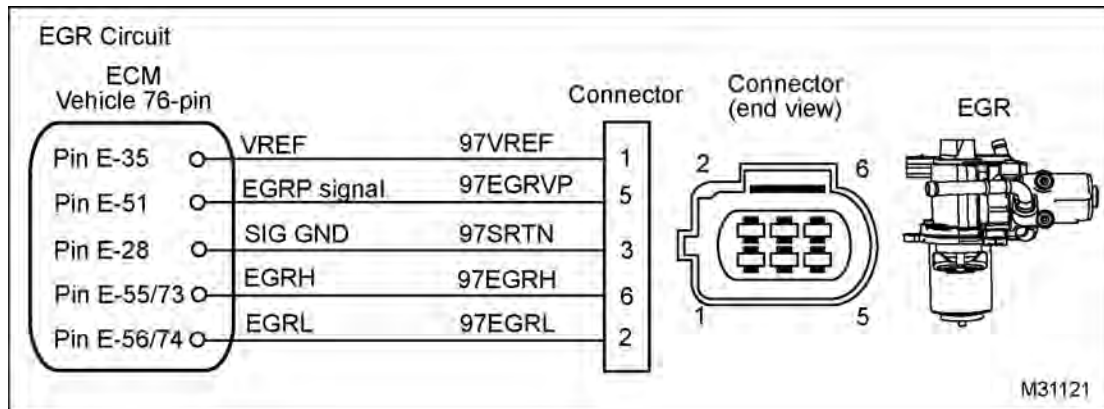 EGR Circuit
ECM
Vehicle 76-pin
Connector
Connector
(end view)
EGR
Pin E-35 VREF 97VREF 1
Pin E-51 EGRP signal 97EGRVP 5
Pin E-28 SIG GND 97SRTN 3
Pin E-55/73 EGRH 97EGRH 6
Pin E-56/74 EGRL 97EGRL 2
2 6
1 5
M31121